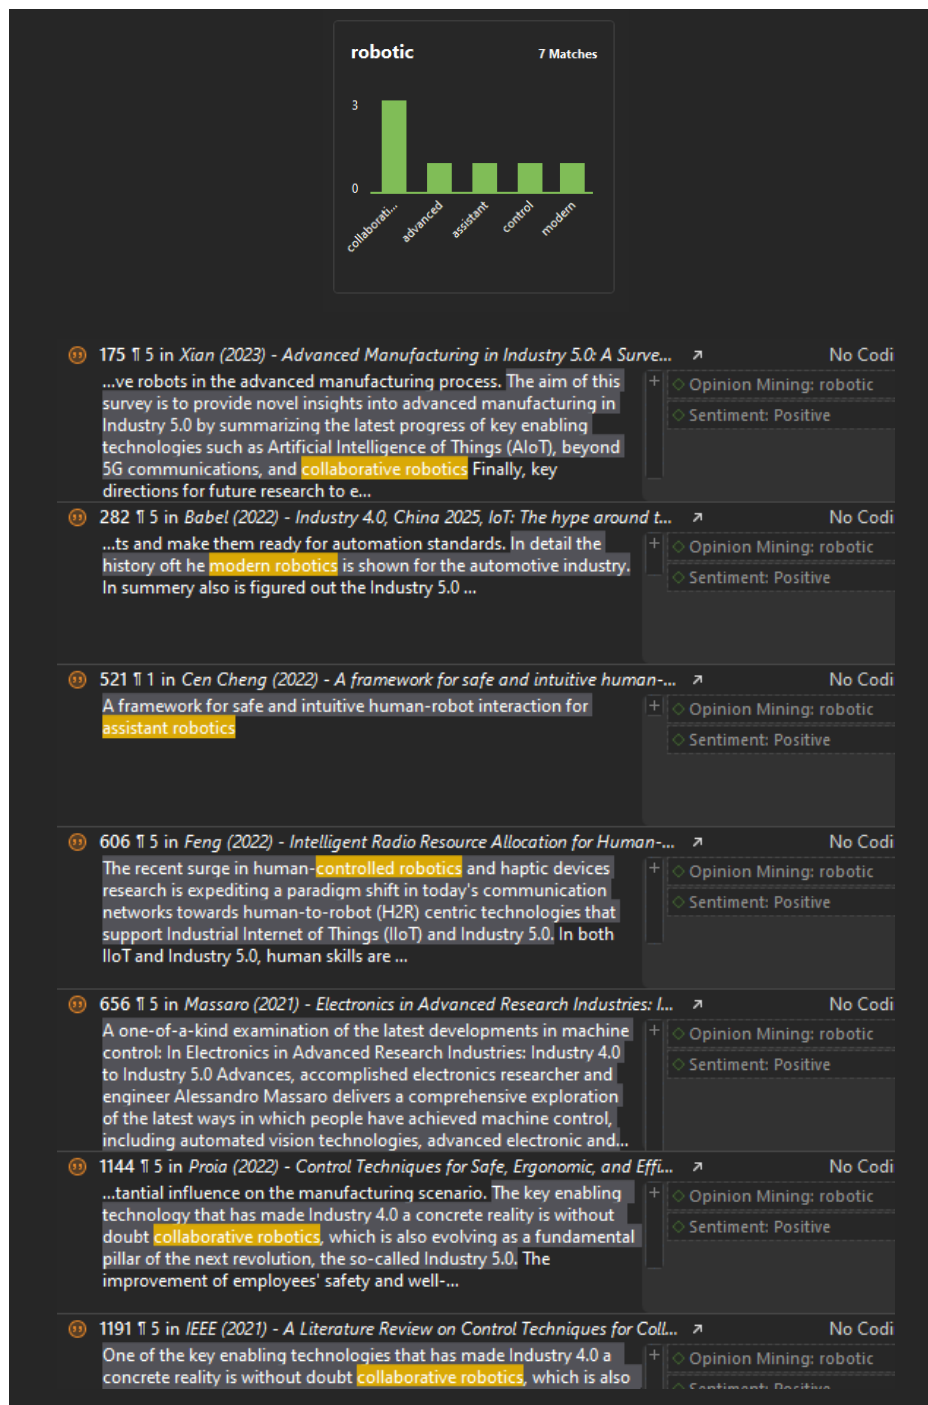 robotic 7 Matches
3
0
collaborati...
advanced
assistant
control
modern
175 ¶ 5 in Xian (2023) - Advanced Manufacturing in Industry 5.0: A Surve... ↗ No Codi
...ve robots in the advanced manufacturing process. The aim of this
survey is to provide novel insights into advanced manufacturing in
Industry 5.0 by summarizing the latest progress of key enabling
technologies such as Artificial Intelligence of Things (AIoT), beyond
5G communications, and collaborative robotics Finally, key
directions for future research to e...
+
Opinion Mining: robotic
Sentiment: Positive
282 ¶ 5 in Babel (2022) - Industry 4.0, China 2025, IoT: The hype around t... ↗ No Codi
...ts and make them ready for automation standards. In detail the
history oft he modern robotics is shown for the automotive industry.
In summery also is figured out the Industry 5.0 ...
+
Opinion Mining: robotic
Sentiment: Positive
521 ¶ 1 in Cen Cheng (2022) - A framework for safe and intuitive human-... ↗ No Codi
A framework for safe and intuitive human-robot interaction for
assistant robotics
+
Opinion Mining: robotic
Sentiment: Positive
606 ¶ 5 in Feng (2022) - Intelligent Radio Resource Allocation for Human-... ↗ No Codi
The recent surge in human-controlled robotics and haptic devices
research is expediting a paradigm shift in today's communication
networks towards human-to-robot (H2R) centric technologies that
support Industrial Internet of Things (IIoT) and Industry 5.0. In both
IIoT and Industry 5.0, human skills are ...
+
Opinion Mining: robotic
Sentiment: Positive
656 ¶ 5 in Massaro (2021) - Electronics in Advanced Research Industries: I... ↗ No Codi
A one-of-a-kind examination of the latest developments in machine
control: In Electronics in Advanced Research Industries: Industry 4.0
to Industry 5.0 Advances, accomplished electronics researcher and
engineer Alessandro Massaro delivers a comprehensive exploration
of the latest ways in which people have achieved machine control,
including automated vision technologies, advanced electronic and...
+
Opinion Mining: robotic
Sentiment: Positive
1144 ¶ 5 in Proia (2022) - Control Techniques for Safe, Ergonomic, and Effi... ↗ No Codi
...tantial influence on the manufacturing scenario. The key enabling
technology that has made Industry 4.0 a concrete reality is without
doubt collaborative robotics, which is also evolving as a fundamental
pillar of the next revolution, the so-called Industry 5.0. The
improvement of employees' safety and well-...
+
Opinion Mining: robotic
Sentiment: Positive
1191 ¶ 5 in IEEE (2021) - A Literature Review on Control Techniques for Coll... ↗ No Codi
One of the key enabling technologies that has made Industry 4.0 a
concrete reality is without doubt collaborative robotics, which is also
+
Opinion Mining: robotic
Sentiment: Positive